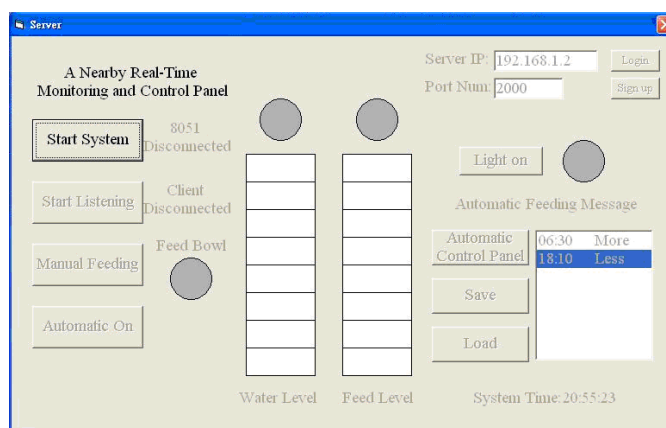 Server
A Nearby Real-Time
Monitoring and Control Panel
Server IP: 192.168.1.2
Login
Port Num: 2000
Sign up
Start System
8051
Disconnected
Light on
Start Listening
Client
Disconnected
Automatic Feeding Message
Manual Feeding
Feed Bowl
Automatic
Control Panel
06:30 More
18:10 Less
Save
Automatic On
Load
Water Level
Feed Level
System Time:20:55:23